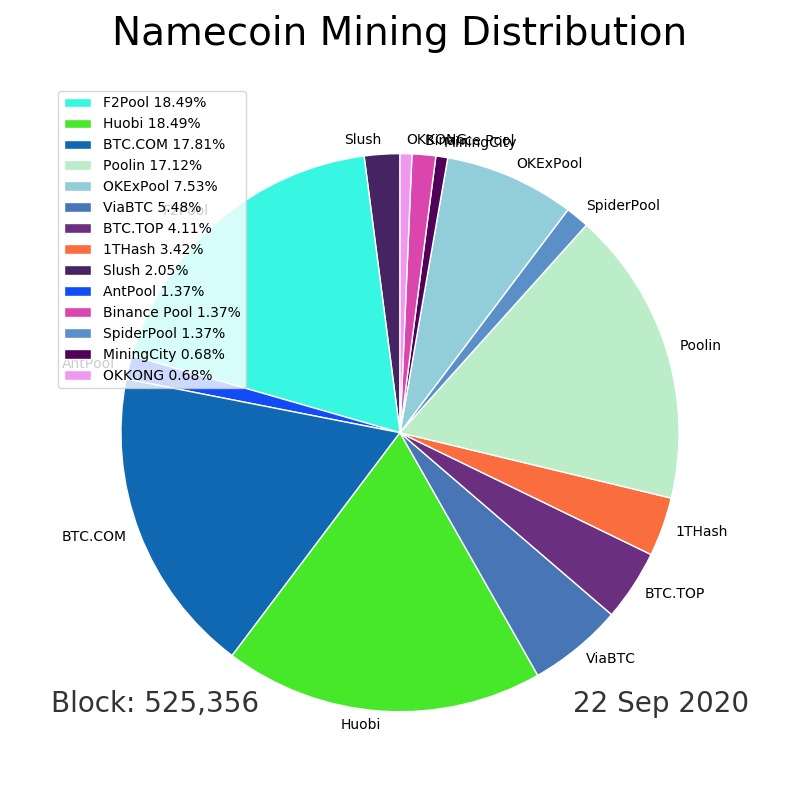 Namecoin Mining Distribution
F2Pool 18.49%
Huobi 18.49%
BTC.COM 17.81%
Poolin 17.12%
OKExPool 7.53%
ViaBTC 5.48%
BTC.TOP 4.11%
1THash 3.42%
Slush 2.05%
AntPool 1.37%
Binance Pool 1.37%
SpiderPool 1.37%
MiningCity 0.68%
OKKONG 0.68%
Slush
OKKONG
Binance Pool
MiningCity
OKExPool
SpiderPool
F2Pool
Poolin
AntPool
1THash
BTC.COM
BTC.TOP
ViaBTC
Huobi
Block: 525,356
22 Sep 2020